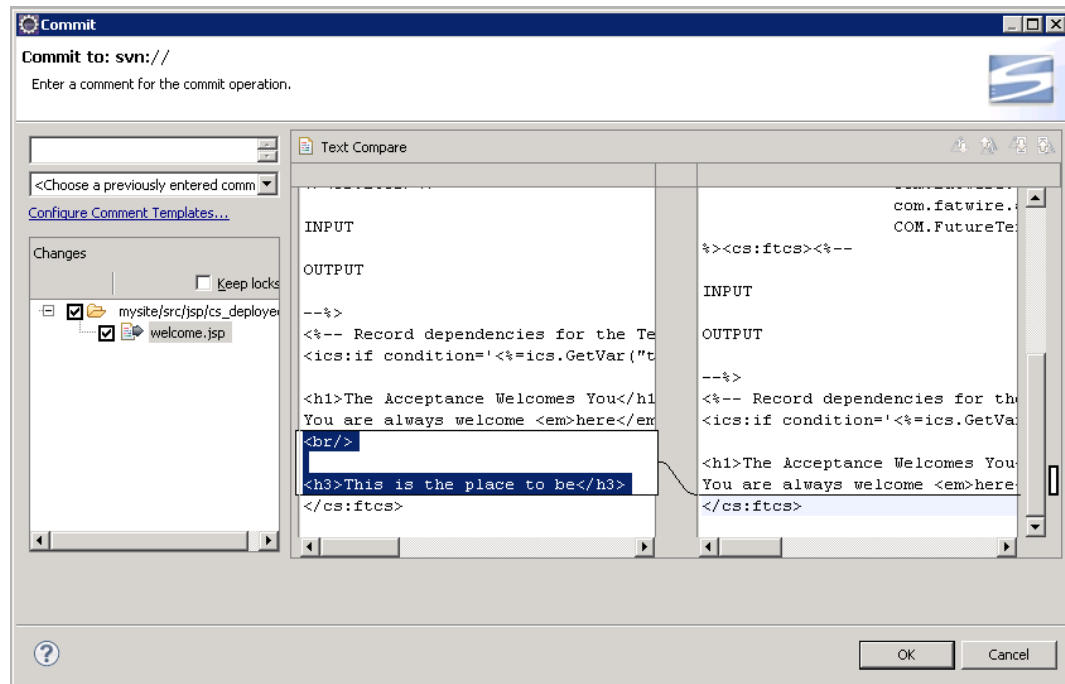 Commit
Commit to: svn://
Enter a comment for the commit operation.
<Choose a previously entered comm
Configure Comment Templates...
Changes
Keep locks
mysite/src/jsp/cs_deployed
welcome.jsp
Text Compare
INPUT
OUTPUT
--%>
<%-- Record dependencies for the Te
<ics:if condition='<%=ics.GetVar("t
<h1>The Acceptance Welcomes You</h1
You are always welcome <em>here</em
<br/>
<h3>This is the place to be</h3>
</cs:ftcs>
com.fatwire.
COM.FutureTe
%><cs:ftcs><%--
INPUT
OUTPUT
--%>
<%-- Record dependencies for th
<ics:if condition='<%=ics.GetVa
<h1>The Acceptance Welcomes You
You are always welcome <em>here
</cs:ftcs>
OK
Cancel